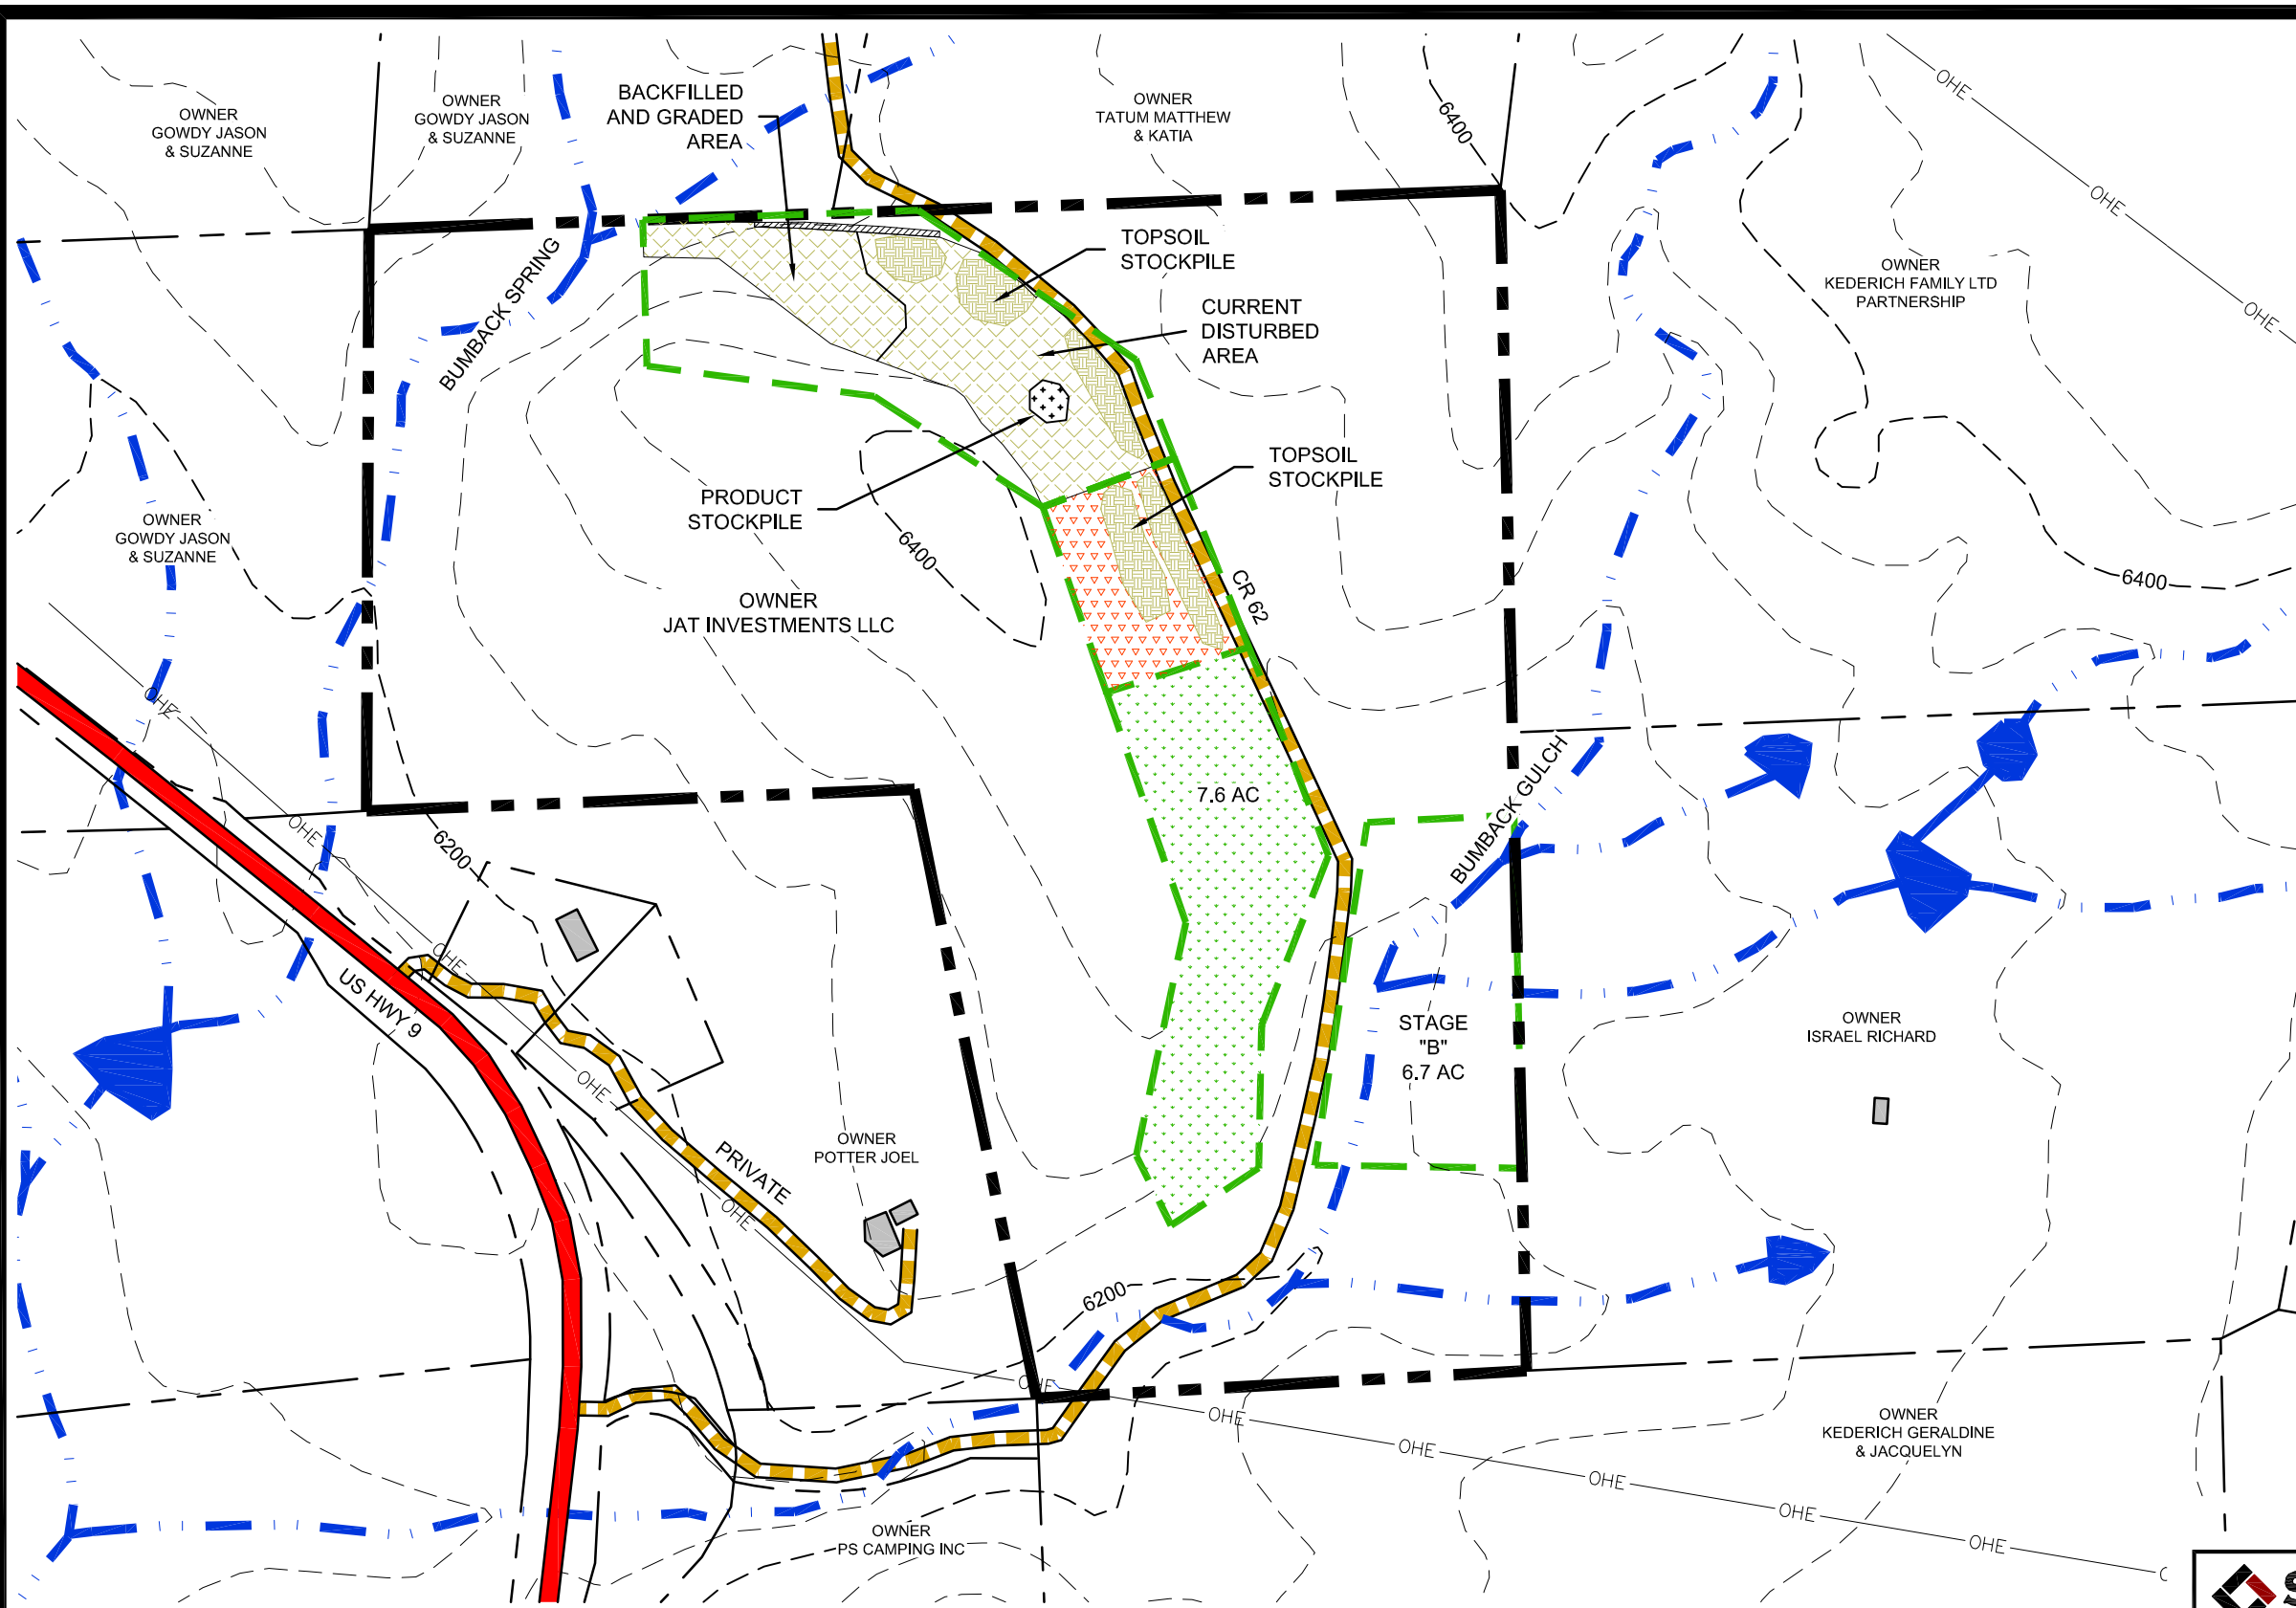 BACKFILLED
AND GRADED
AREA
OWNER
GOWDY JASON
& SUZANNE
OWNER
GOWDY JASON
& SUZANNE
OWNER
TATUM MATTHEW
& KATIA
6400
OHE
OHE
OHE
TOPSOIL
STOCKPILE
OWNER
KEDERICH FAMILY LTD
PARTNERSHIP
BUMBACK SPRING
CURRENT
DISTURBED
AREA
TOPSOIL
STOCKPILE
PRODUCT
STOCKPILE
OWNER
GOWDY JASON
& SUZANNE
6400
6400
CR 62
OWNER
JAT INVESTMENTS LLC
OHE
7.6 AC
BUMBACK GULCH
OHE
6200
OHE
US HWY 9
STAGE
"B"
6.7 AC
OWNER
ISRAEL RICHARD
OHE
OWNER
POTTER JOEL
PRIVATE
OHE
6200
OHE
OHE
OHE
OHE
OHE
OHE
OWNER
KEDERICH GERALDINE
& JACQUELYN
OWNER
PS CAMPING INC